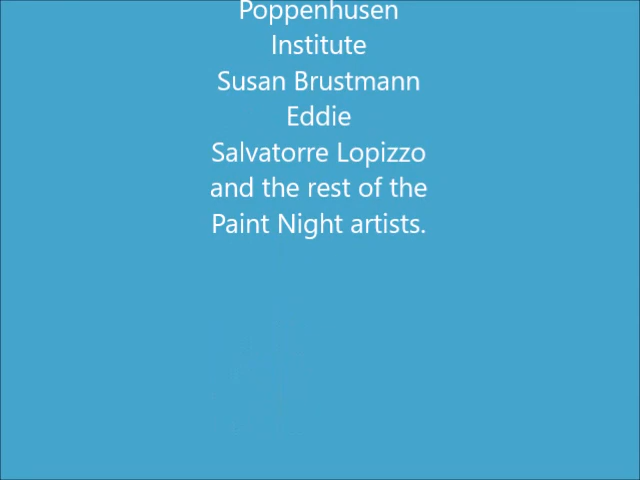 Poppenhusen
Institute
Susan Brustmann
Eddie
Salvatorre Lopizzo
and the rest of the
Paint Night artists.